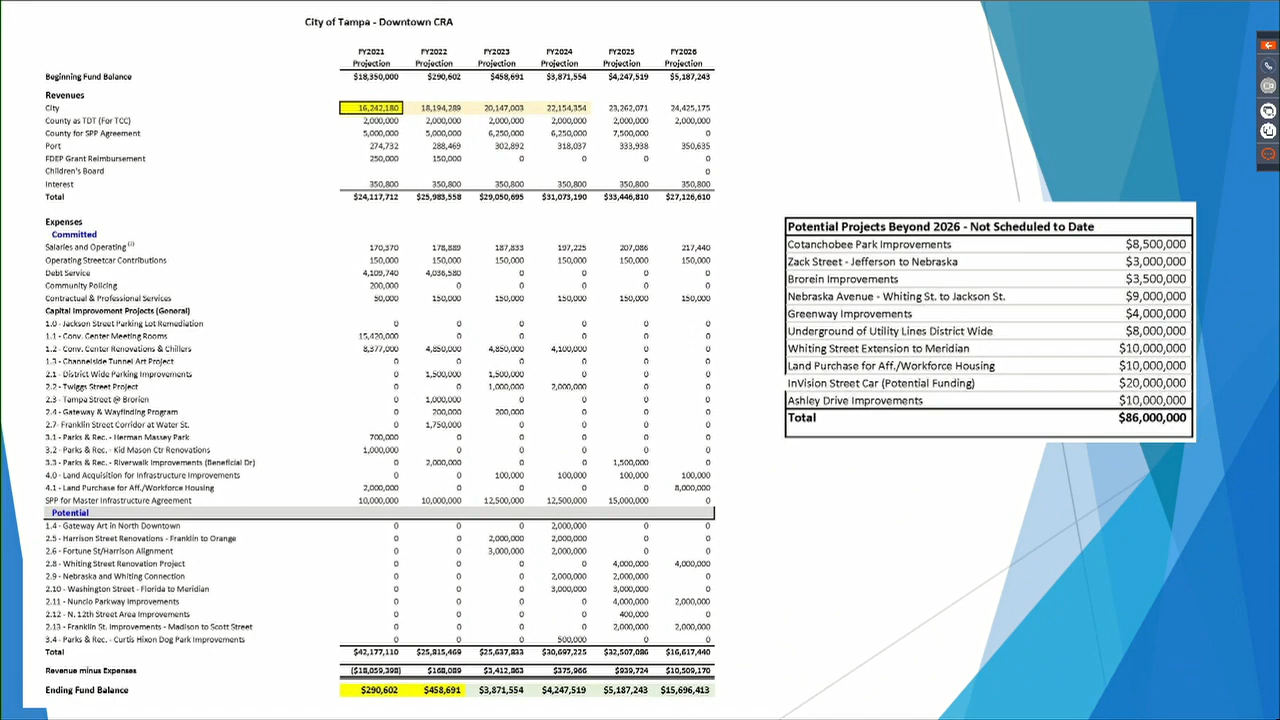 City of Tampa - Downtown CRA
FY2021 FY2022 FY2023 FY2024 FY2025 FY2026
Projection Projection Projection Projection Projection Projection
Beginning Fund Balance $18,350,000 $290,602 $458,691 $3,871,554 $4,247,519 $5,187,243
Revenues
City 16,242,180 18,194,289 20,147,003 22,154,354 23,262,071 24,425,175
County as TDT (For TCC) 2,000,000 2,000,000 2,000,000 2,000,000 2,000,000 2,000,000
County for SPP Agreement 5,000,000 5,000,000 6,250,000 6,250,000 7,500,000 0
Port 274,732 288,469 302,892 318,037 333,938 350,635
FDEP Grant Reimbursement 250,000 150,000 0 0 0 0
Children's Board 0
Interest 350,800 350,800 350,800 350,800 350,800 350,800
Total $24,117,712 $25,983,558 $29,050,695 $31,073,190 $33,446,810 $27,126,610
Expenses
Committed
Salaries and Operating 170,370 178,889 187,833 197,225 207,086 217,440
Operating Streetcar Contributions 150,000 150,000 150,000 150,000 150,000 150,000
Debt Service 4,109,740 4,036,580 0 0 0 0
Community Policing 200,000 0 0 0 0 0
Contractual & Professional Services 50,000 150,000 150,000 150,000 150,000 150,000
Capital Improvement Projects (General)
1.0 - Jackson Street Parking Lot Remediation 0 0 0 0 0 0
1.1 - Conv. Center Meeting Rooms 15,420,000 0 0 0 0 0
1.2 - Conv. Center Renovations & Chillers 8,377,000 4,850,000 4,850,000 4,100,000 0 0
1.3 - Channelside Tunnel Art Project 0 0 0 0 0 0
2.1 - District Wide Parking Improvements 0 1,500,000 1,500,000 0 0 0
2.2 - Twiggs Street Project 0 0 1,000,000 2,000,000 0 0
2.3 - Tampa Street @ Brorien 0 1,000,000 0 0 0 0
2.4 - Gateway & Wayfinding Program 0 200,000 200,000 0 0 0
2.7- Franklin Street Corridor at Water St. 0 1,750,000 0 0 0 0
3.1 - Parks & Rec. - Herman Massey Park 700,000 0 0 0 0 0
3.2 - Parks & Rec. - Kid Mason Ctr Renovations 1,000,000 0 0 0 0 0
3.3 - Parks & Rec. - Riverwalk Improvements (Beneficial Dr) 0 2,000,000 0 0 1,500,000 0
4.0 - Land Acquisition for Infrastructure Improvements 0 0 100,000 100,000 100,000 100,000
4.1 - Land Purchase for Aff./Workforce Housing 2,000,000 0 0 0 0 8,000,000
SPP for Master Infrastructure Agreement 10,000,000 10,000,000 12,500,000 12,500,000 15,000,000 0
Potential
1.4 - Gateway Art in North Downtown 0 0 0 2,000,000 0 0
2.5 - Harrison Street Renovations - Franklin to Orange 0 0 2,000,000 2,000,000 0 0
2.6 - Fortune St/Harrison Alignment 0 0 3,000,000 2,000,000 0 0
2.8 - Whiting Street Renovation Project 0 0 0 0 4,000,000 4,000,000
2.9 - Nebraska and Whiting Connection 0 0 0 2,000,000 2,000,000 0
2.10 - Washington Street - Florida to Meridian 0 0 0 3,000,000 3,000,000 0
2.11 - Nuncio Parkway Improvements 0 0 0 0 4,000,000 2,000,000
2.12 - N. 12th Street Area Improvements 0 0 0 0 400,000 0
2.13 - Franklin St. Improvements - Madison to Scott Street 0 0 0 0 2,000,000 2,000,000
3.4 - Parks & Rec. - Curtis Hixon Dog Park Improvements 0 0 0 500,000 0 0
Total $42,177,110 $25,815,469 $25,637,833 $30,697,225 $32,507,086 $16,617,440
Revenue minus Expenses ($18,059,398) $168,089 $3,412,863 $375,966 $939,724 $10,509,170
Ending Fund Balance $290,602 $458,691 $3,871,554 $4,247,519 $5,187,243 $15,696,413
Potential Projects Beyond 2026 - Not Scheduled to Date
Cotanchobee Park Improvements $8,500,000
Zack Street - Jefferson to Nebraska $3,000,000
Brorein Improvements $3,500,000
Nebraska Avenue - Whiting St. to Jackson St. $9,000,000
Greenway Improvements $4,000,000
Underground of Utility Lines District Wide $8,000,000
Whiting Street Extension to Meridian $10,000,000
Land Purchase for Aff./Workforce Housing $10,000,000
InVision Street Car (Potential Funding) $20,000,000
Ashley Drive Improvements $10,000,000
Total $86,000,000